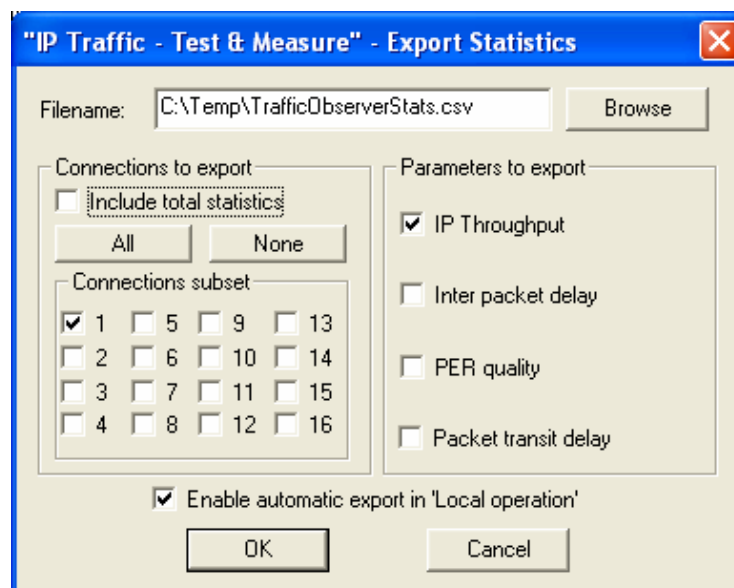 "IP Traffic - Test & Measure" - Export Statistics
Filename: C:\Temp\TrafficObserverStats.csv Browse
Connections to export
Include total statistics
All None
Connections subset
1 5 9 13
2 6 10 14
3 7 11 15
4 8 12 16
Parameters to export
IP Throughput
Inter packet delay
PER quality
Packet transit delay
Enable automatic export in 'Local operation'
OK Cancel